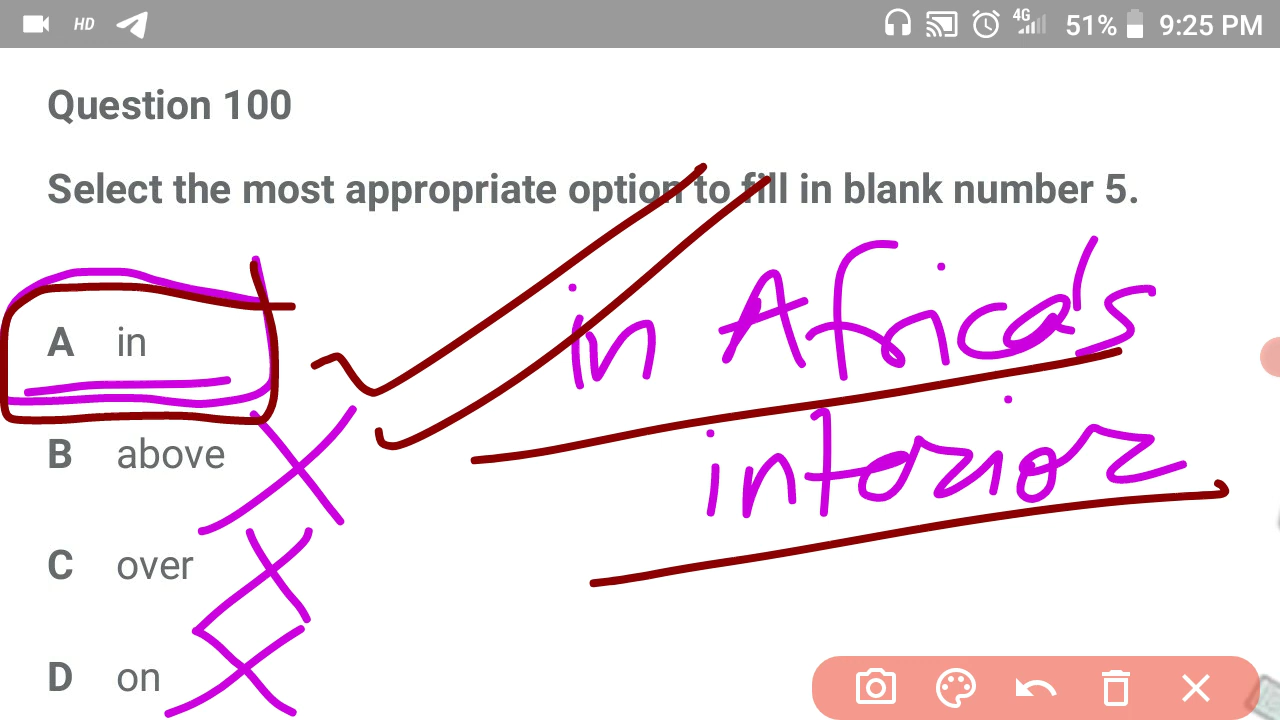 HD 4G 51% 9:25 PM
Question 100
Select the most appropriate option to fill in blank number 5.
A in
B above
C over
D on
in Africa's
interior